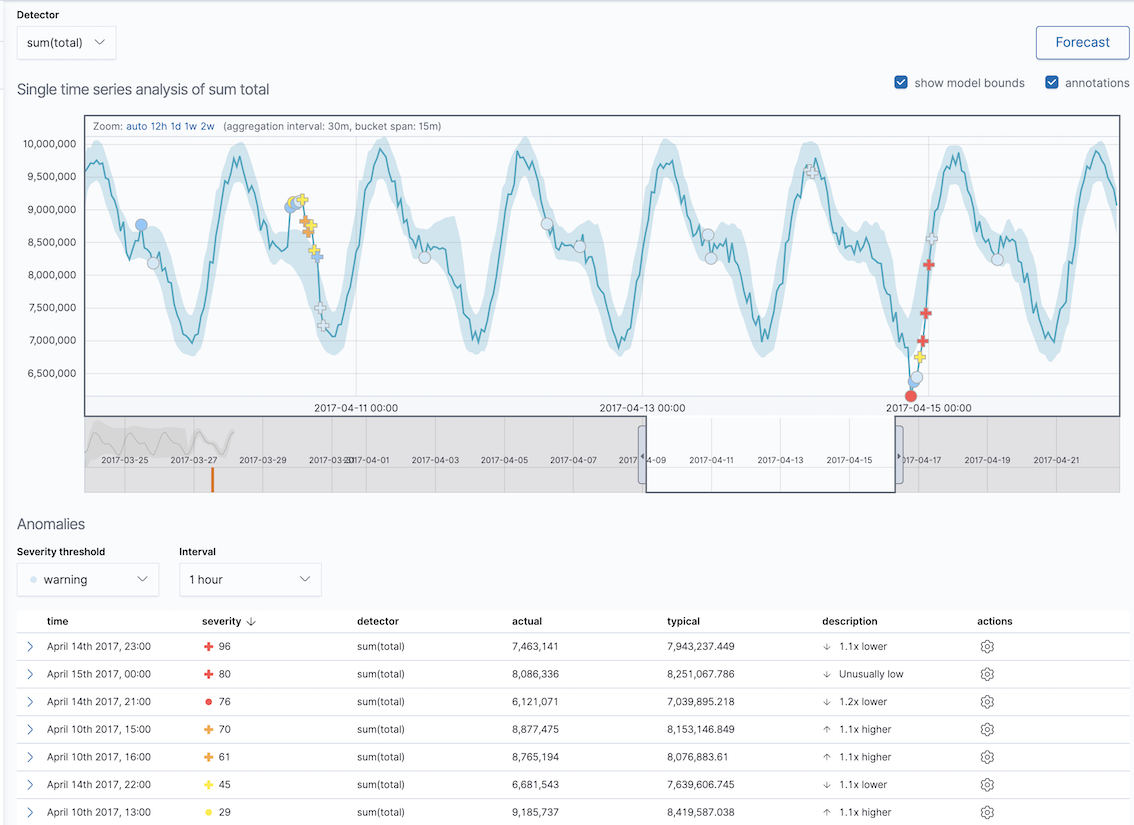 Detector
sum(total)
Forecast
Single time series analysis of sum total
show model bounds annotations
Zoom: auto 12h 1d 1w 2w (aggregation interval: 30m, bucket span: 15m)
10,000,000
9,500,000
9,000,000
8,500,000
8,000,000
7,500,000
7,000,000
6,500,000
2017-04-11 00:00 2017-04-13 00:00 2017-04-15 00:00
2017-03-25 2017-03-27 2017-03-29 2017-04-01 2017-04-03 2017-04-05 2017-04-07 2017-04-11 2017-04-13 2017-04-15 2017-04-19 2017-04-21
Anomalies
Severity threshold Interval
warning 1 hour
time severity detector actual typical description actions
April 14th 2017, 23:00 96 sum(total) 7,463,141 7,943,237.449 1.1x lower
April 15th 2017, 00:00 80 sum(total) 8,086,336 8,251,067.786 Unusually low
April 14th 2017, 21:00 76 sum(total) 6,121,071 7,039,895.218 1.2x lower
April 10th 2017, 15:00 70 sum(total) 8,877,475 8,153,146.849 1.1x higher
April 10th 2017, 16:00 61 sum(total) 8,765,194 8,076,883.61 1.1x higher
April 14th 2017, 22:00 45 sum(total) 6,681,543 7,639,606.745 1.1x lower
April 10th 2017, 13:00 29 sum(total) 9,185,737 8,419,587.038 1.1x higher